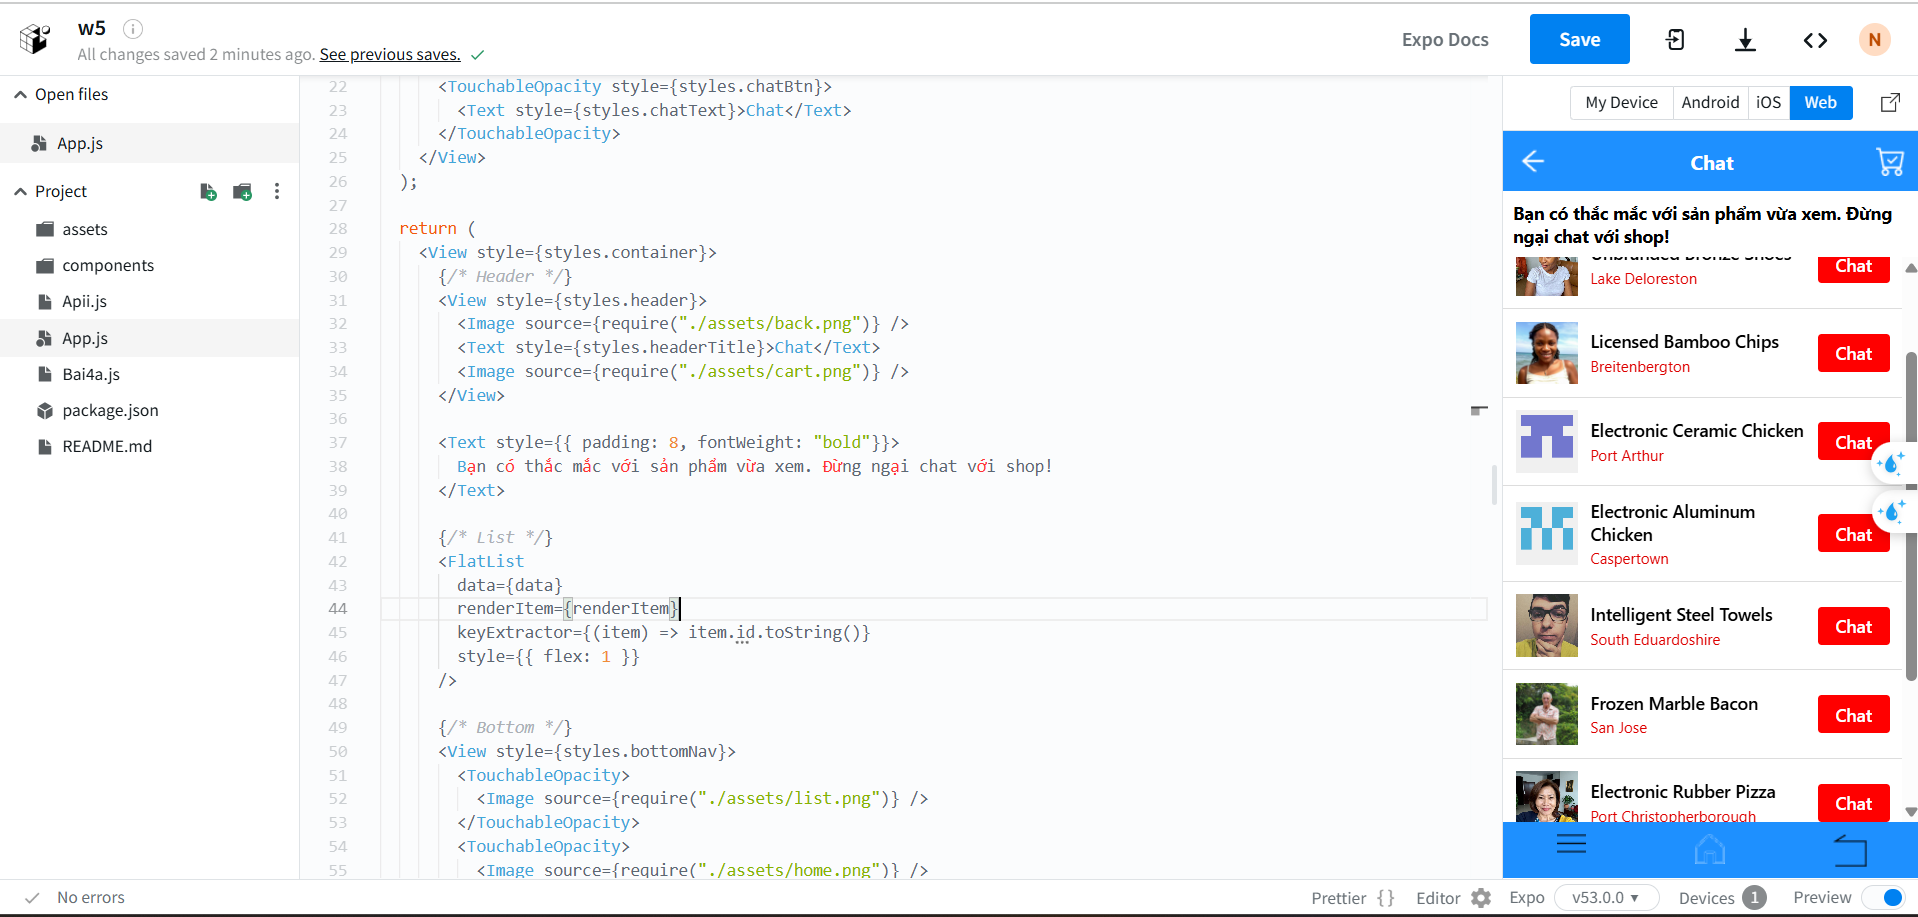 w5
All changes saved 2 minutes ago. See previous saves.
Expo Docs
Save
N
Open files
App.js
Project
assets
components
Apii.js
App.js
Bai4a.js
package.json
README.md
22 <TouchableOpacity style={styles.chatBtn}>
23 <Text style={styles.chatText}>Chat</Text>
24 </TouchableOpacity>
25 </View>
26 );
27
28 return (
29 <View style={styles.container}>
30 {/* Header */}
31 <View style={styles.header}>
32 <Image source={require("./assets/back.png")} />
33 <Text style={styles.headerTitle}>Chat</Text>
34 <Image source={require("./assets/cart.png")} />
35 </View>
36
37 <Text style={{ padding: 8, fontWeight: "bold"}}>
38 Bạn có thắc mắc với sản phẩm vừa xem. Đừng ngại chat với shop!
39 </Text>
40
41 {/* List */}
42 <FlatList
43 data={data}
44 renderItem={renderItem}
45 keyExtractor={(item) => item.id.toString()}
46 style={{ flex: 1 }}
47 />
48
49 {/* Bottom */}
50 <View style={styles.bottomNav}>
51 <TouchableOpacity>
52 <Image source={require("./assets/list.png")} />
53 </TouchableOpacity>
54 <TouchableOpacity>
55 <Image source={require("./assets/home.png")} />
My Device Android iOS Web
Chat
Bạn có thắc mắc với sản phẩm vừa xem. Đừng
ngại chat với shop!
Unbranded Bronze Shoes
Lake Deloreston
Chat
Licensed Bamboo Chips
Breitenbergton
Chat
Electronic Ceramic Chicken
Port Arthur
Chat
Electronic Aluminum
Chicken
Caspertown
Chat
Intelligent Steel Towels
South Eduardoshire
Chat
Frozen Marble Bacon
San Jose
Chat
Electronic Rubber Pizza
Port Christopherborough
Chat
No errors
Prettier {} Editor Expo v53.0.0 Devices 1 Preview